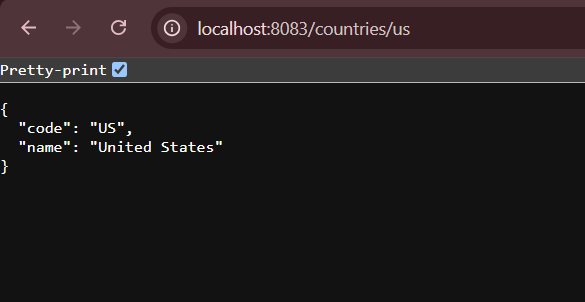 localhost:8083/countries/us
Pretty-print
{
  "code": "US",
  "name": "United States"
}